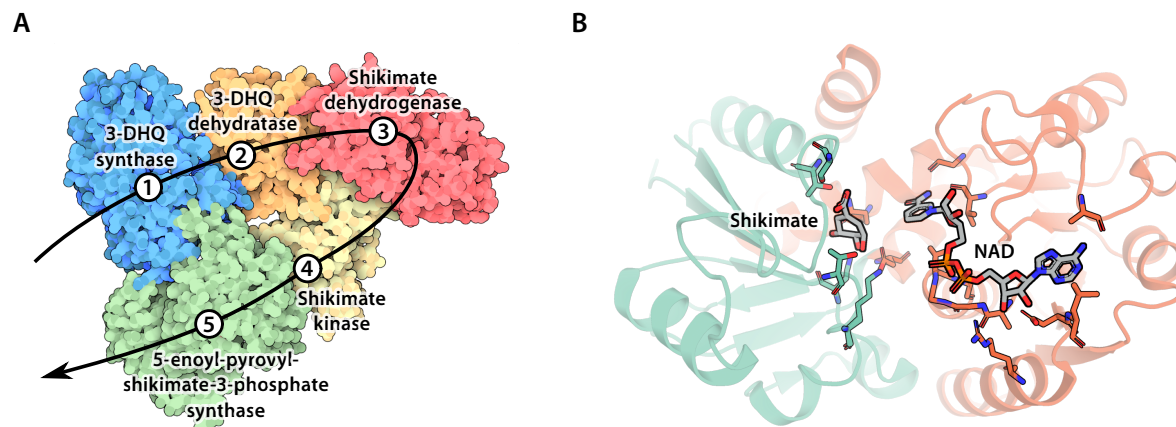 A
3-DHQ
synthase
1
3-DHQ
dehydratase
2
Shikimate
dehydrogenase
3
4
Shikimate
kinase
5
5-enoyl-pyrovyl-
shikimate-3-phosphate
synthase
B
Shikimate
NAD